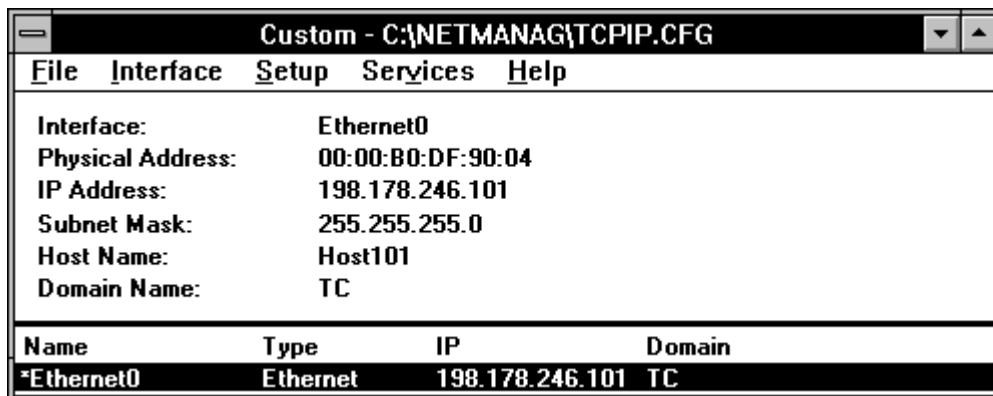 Custom - C:\NETMANAG\TCPIP.CFG
File Interface Setup Services Help
Interface: Ethernet0
Physical Address: 00:00:B0:DF:90:04
IP Address: 198.178.246.101
Subnet Mask: 255.255.255.0
Host Name: Host101
Domain Name: TC
Name Type IP Domain
*Ethernet0 Ethernet 198.178.246.101 TC